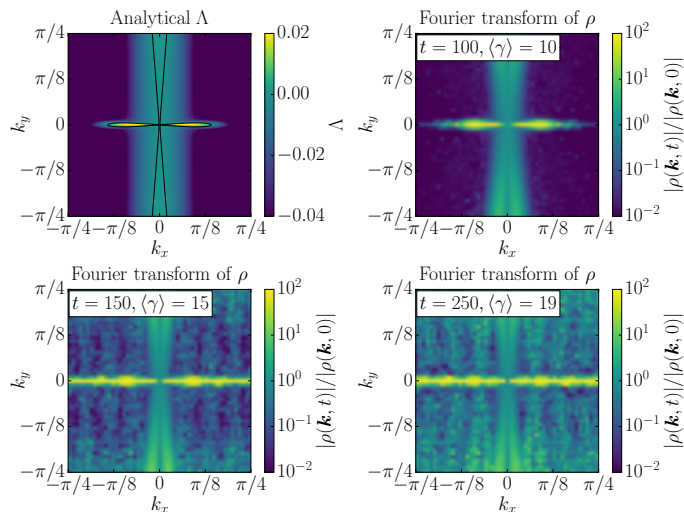 Analytical Λ
π/4
π/8
0
−π/8
−π/4
k_y
−π/4
−π/8
0
π/8
π/4
k_x
0.02
0.00
−0.02
−0.04
Λ
Fourier transform of ρ
t = 100, ⟨γ⟩ = 10
π/4
π/8
0
−π/8
−π/4
k_y
−π/4
−π/8
0
π/8
π/4
k_x
10^2
10^1
10^0
10^−1
10^−2
|ρ(k, t)|/|ρ(k, 0)|
Fourier transform of ρ
t = 150, ⟨γ⟩ = 15
π/4
π/8
0
−π/8
−π/4
k_y
−π/4
−π/8
0
π/8
π/4
k_x
10^2
10^1
10^0
10^−1
10^−2
|ρ(k, t)|/|ρ(k, 0)|
Fourier transform of ρ
t = 250, ⟨γ⟩ = 19
π/4
π/8
0
−π/8
−π/4
k_y
−π/4
−π/8
0
π/8
π/4
k_x
10^2
10^1
10^0
10^−1
10^−2
|ρ(k, t)|/|ρ(k, 0)|